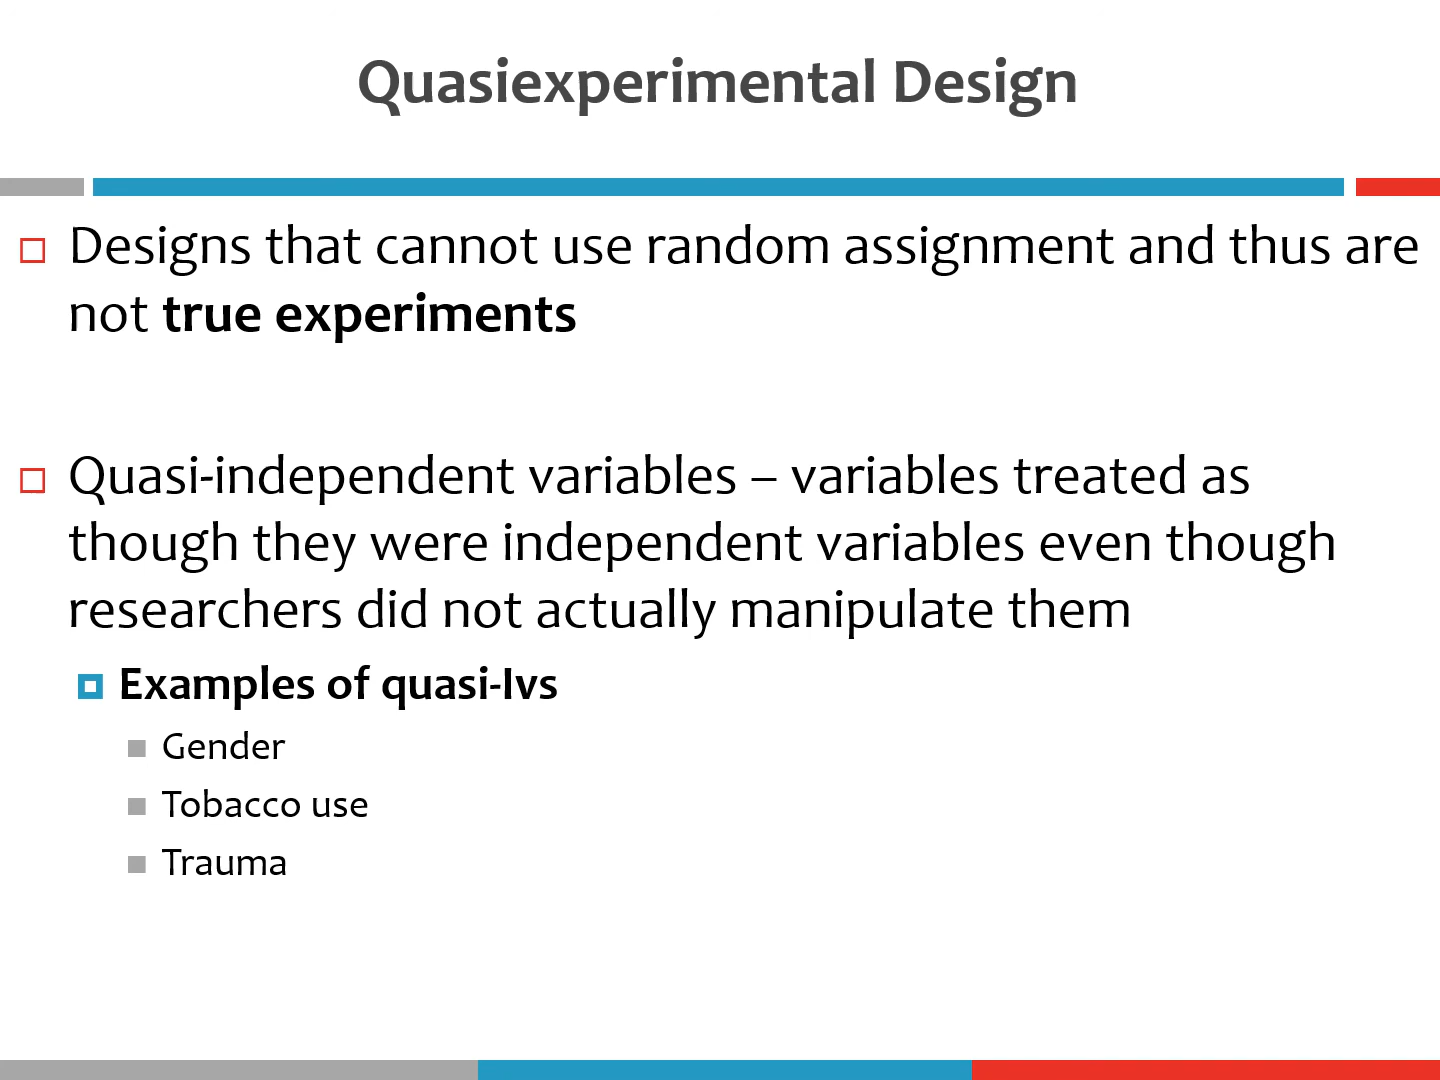 Quasiexperimental Design
Designs that cannot use random assignment and thus are
not true experiments
Quasi-independent variables – variables treated as
though they were independent variables even though
researchers did not actually manipulate them
Examples of quasi-Ivs
Gender
Tobacco use
Trauma